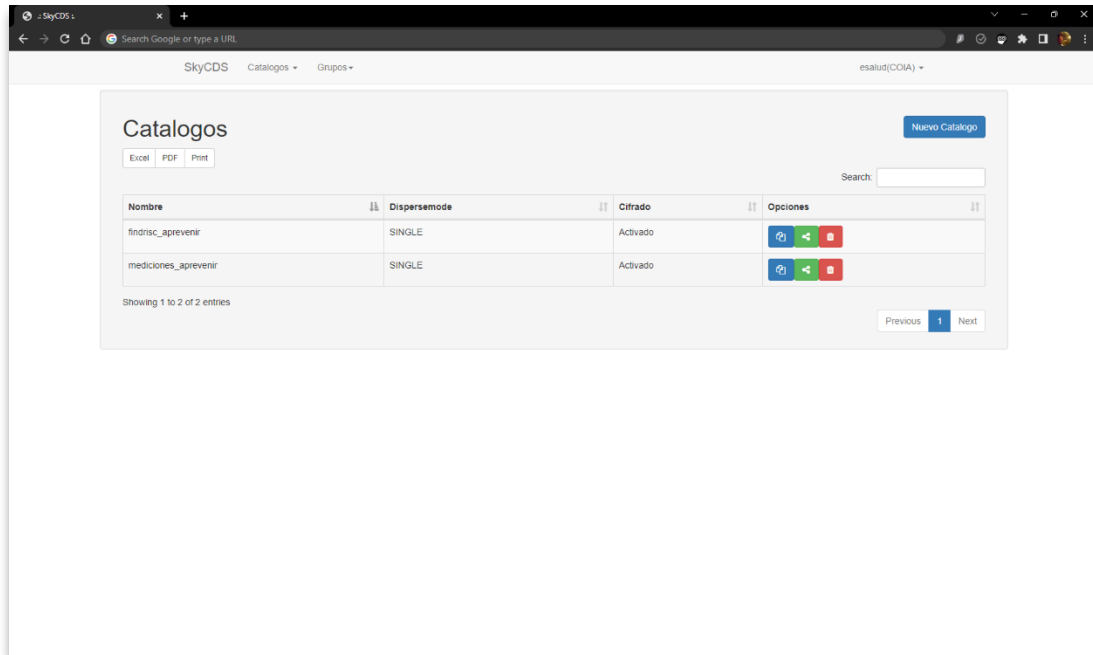 .: SkyCDS :.
Search Google or type a URL
SkyCDS Catalogos Grupos esalud(COIA)
Catalogos Nuevo Catalogo
Excel PDF Print
Search:
Nombre Dispersemode Cifrado Opciones
findrisc_aprevenir SINGLE Activado
mediciones_aprevenir SINGLE Activado
Showing 1 to 2 of 2 entries
Previous 1 Next